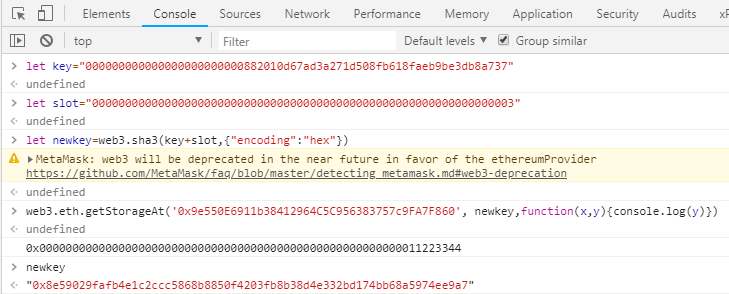 Elements Console Sources Network Performance Memory Application Security Audits xP
top Filter Default levels ▼ Group similar
> let key="000000000000000000000000882010d67ad3a271d508fb618faeb9be3db8a737"
undefined
> let slot="0000000000000000000000000000000000000000000000000000000000000003"
undefined
> let newkey=web3.sha3(key+slot,{"encoding":"hex"})
MetaMask: web3 will be deprecated in the near future in favor of the ethereumProvider
https://github.com/MetaMask/faq/blob/master/detecting_metamask.md#web3-deprecation
undefined
> web3.eth.getStorageAt('0x9e550E6911b38412964C5C956383757c9FA7F860', newkey,function(x,y){console.log(y)})
undefined
0x0000000000000000000000000000000000000000000000000000000011223344
> newkey
"0x8e59029fafb4e1c2ccc5868b8850f4203fb8b38d4e332bd174bb68a5974ee9a7"